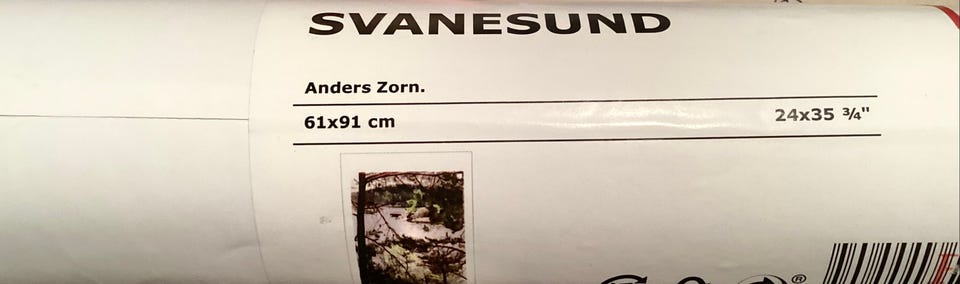 SVANESUND
Anders Zorn.
61x91 cm 24x35 ¾"
®